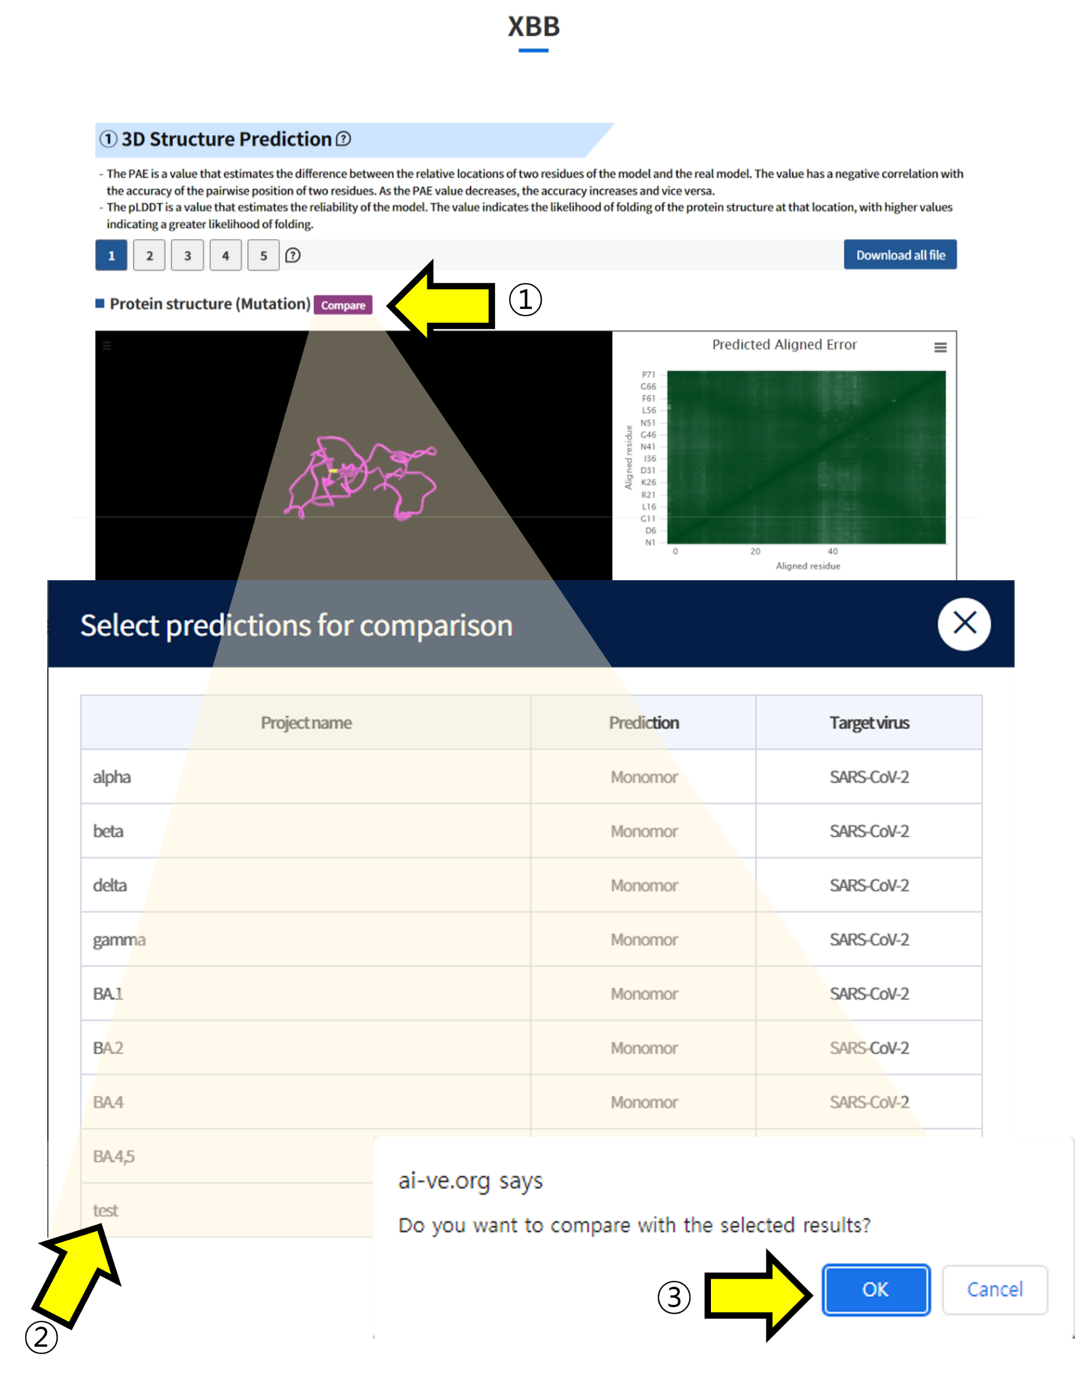 XBB
① 3D Structure Prediction ?
- The PAE is a value that estimates the difference between the relative locations of two residues of the model and the real model. The value has a negative correlation with
the accuracy of the pairwise position of two residues. As the PAE value decreases, the accuracy increases and vice versa.
- The pLDDT is a value that estimates the reliability of the model. The value indicates the likelihood of folding of the protein structure at that location, with higher values
indicating a greater likelihood of folding.
1 2 3 4 5 ? Download all file
Protein structure (Mutation) Compare ①
Predicted Aligned Error
P71
G66
F61
L56
N51
G46
N41
I36
D31
K26
R21
L16
G11
D6
N1
Aligned residue
0 20 40
Aligned residue
Select predictions for comparison
Project name Prediction Target virus
alpha Monomor SARS-CoV-2
beta Monomor SARS-CoV-2
delta Monomor SARS-CoV-2
gamma Monomor SARS-CoV-2
BA.1 Monomor SARS-CoV-2
BA.2 Monomor SARS-CoV-2
BA.4 Monomor SARS-CoV-2
BA.4,5
test
ai-ve.org says
Do you want to compare with the selected results?
③ OK Cancel
②